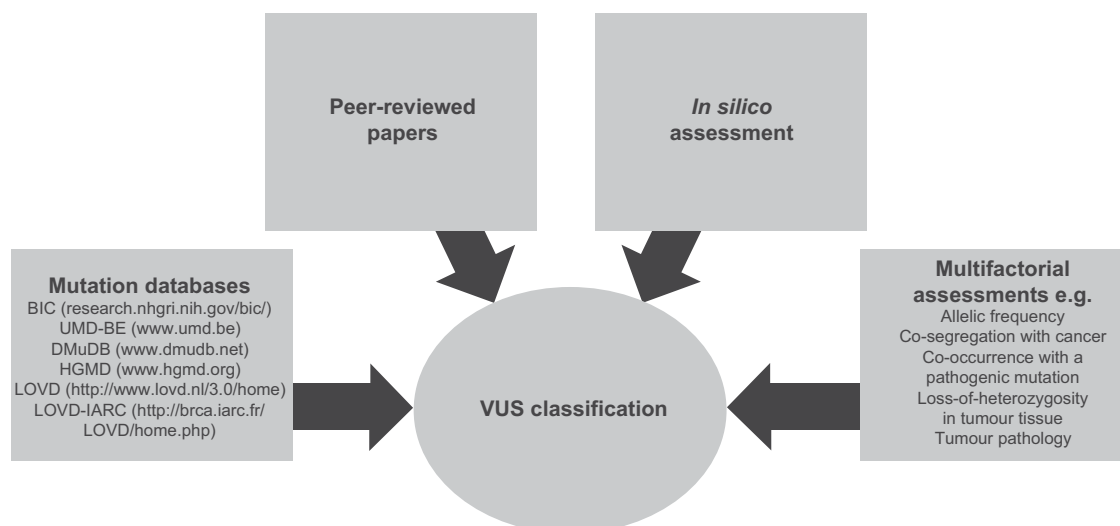 Peer-reviewed
papers
In silico
assessment
Mutation databases
BIC (research.nhgri.nih.gov/bic/)
UMD-BE (www.umd.be)
DMuDB (www.dmudb.net)
HGMD (www.hgmd.org)
LOVD (http://www.lovd.nl/3.0/home)
LOVD-IARC (http://brca.iarc.fr/
LOVD/home.php)
VUS classification
Multifactorial
assessments e.g.
Allelic frequency
Co-segregation with cancer
Co-occurrence with a
pathogenic mutation
Loss-of-heterozygosity
in tumour tissue
Tumour pathology